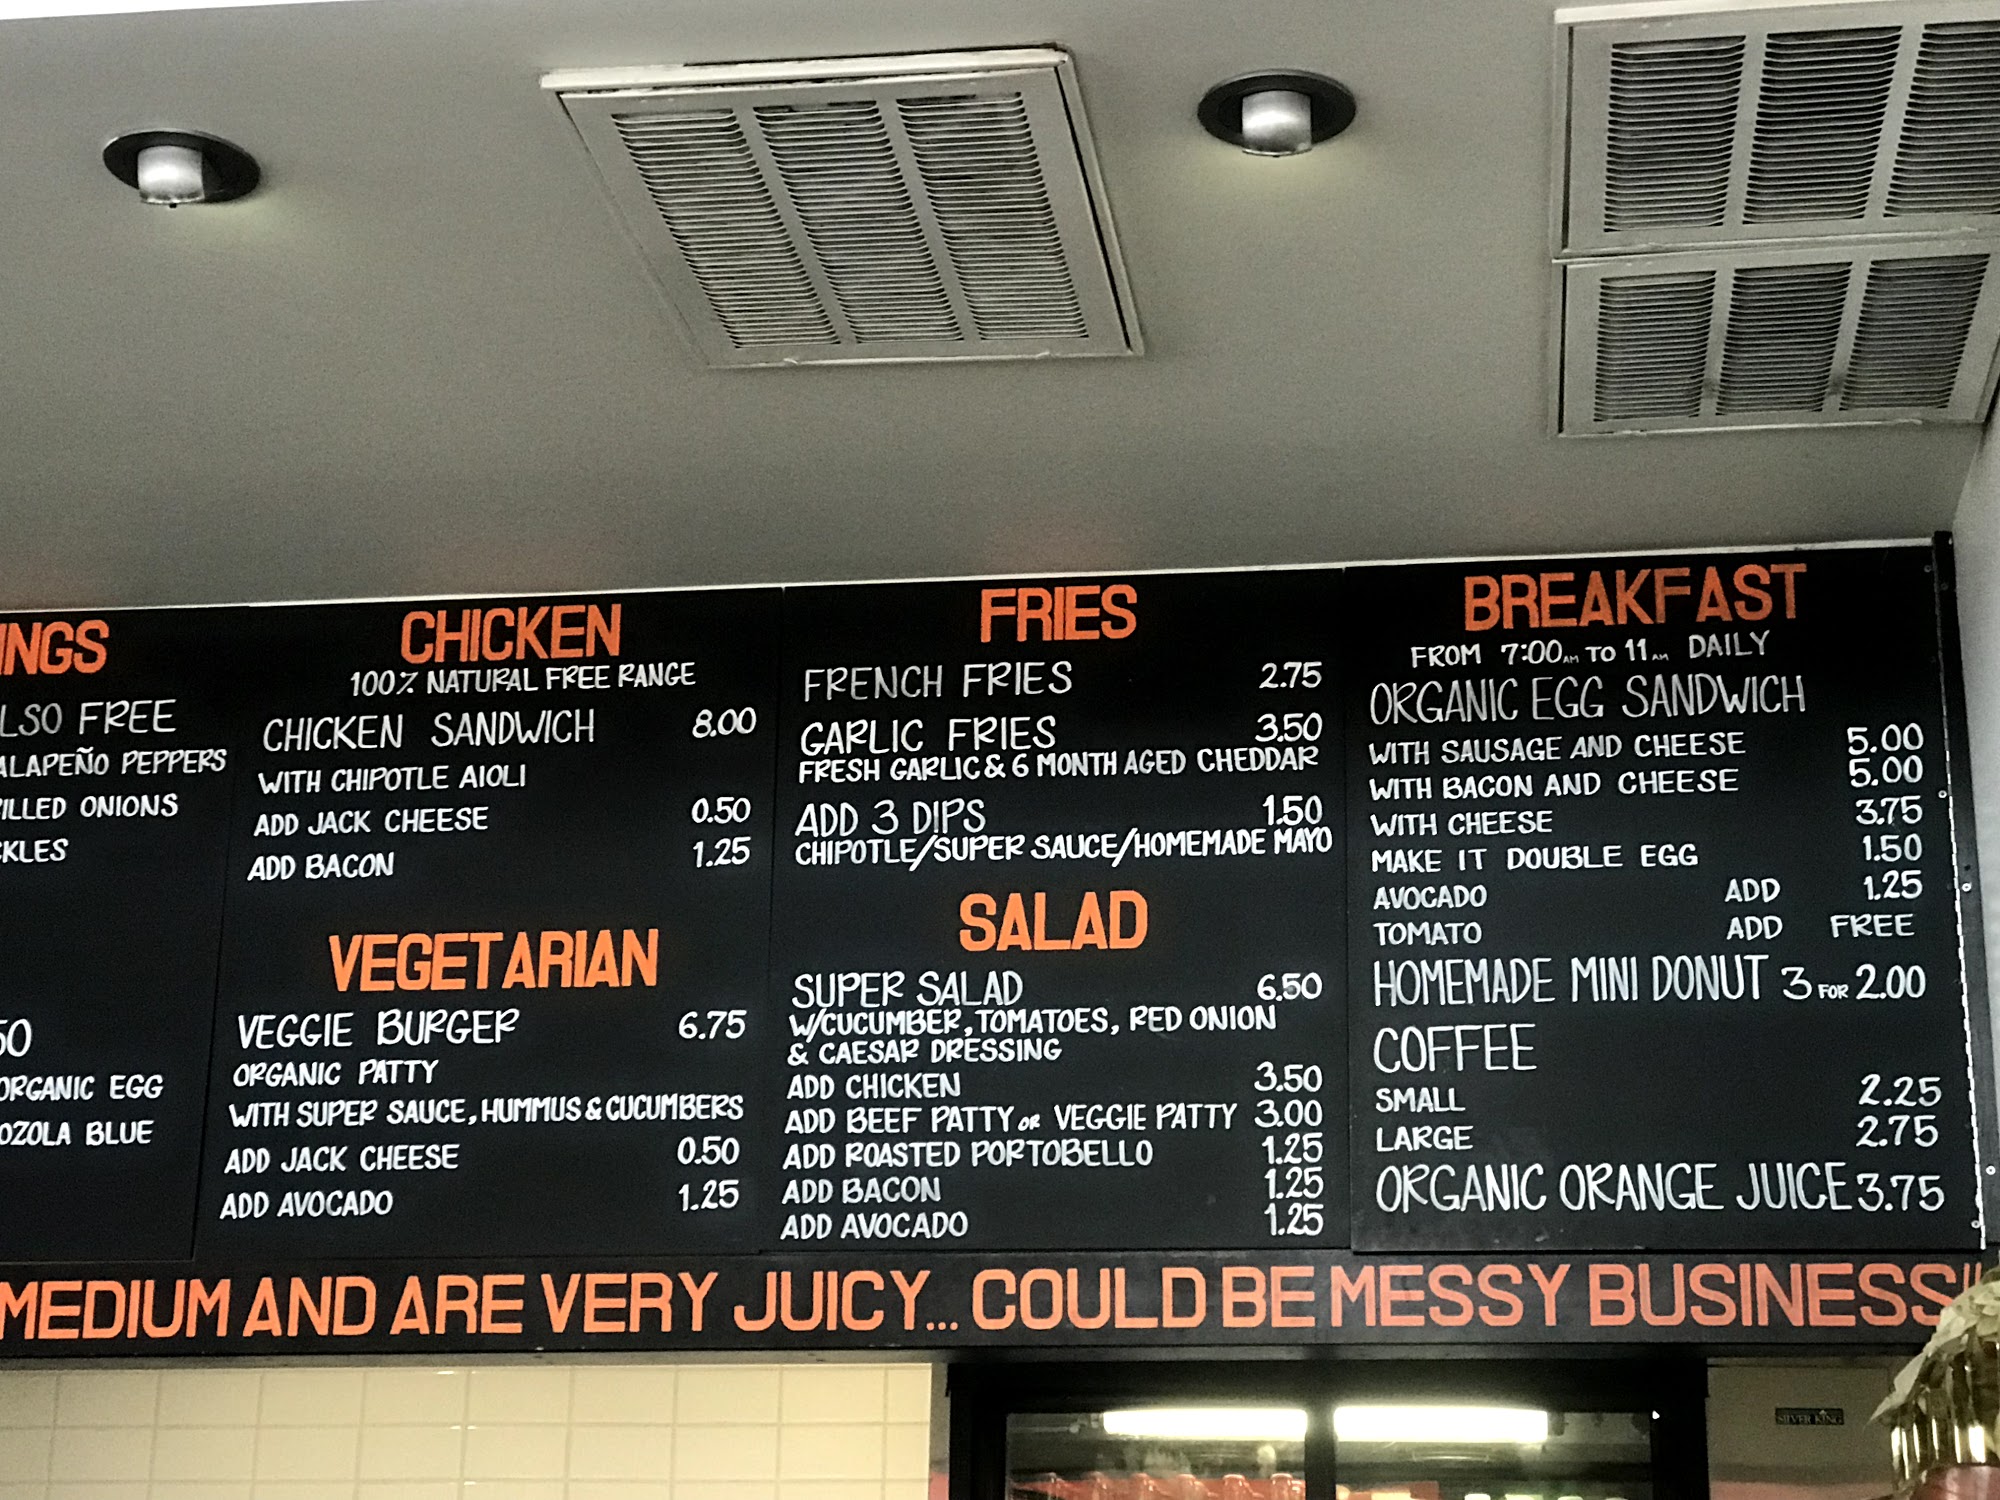 INGS
LSO FREE
ALAPEÑO PEPPERS
ILLED ONIONS
KLES
50
ORGANIC EGG
OZOLA BLUE
CHICKEN
100% NATURAL FREE RANGE
CHICKEN SANDWICH 8.00
WITH CHIPOTLE AIOLI
ADD JACK CHEESE 0.50
ADD BACON 1.25
VEGETARIAN
VEGGIE BURGER 6.75
ORGANIC PATTY
WITH SUPER SAUCE, HUMMUS & CUCUMBERS
ADD JACK CHEESE 0.50
ADD AVOCADO 1.25
FRIES
FRENCH FRIES 2.75
GARLIC FRIES 3.50
FRESH GARLIC & 6 MONTH AGED CHEDDAR
ADD 3 DIPS 1.50
CHIPOTLE/SUPER SAUCE/HOMEMADE MAYO
SALAD
SUPER SALAD 6.50
W/CUCUMBER, TOMATOES, RED ONION
& CAESAR DRESSING
ADD CHICKEN 3.50
ADD BEEF PATTY or VEGGIE PATTY 3.00
ADD ROASTED PORTOBELLO 1.25
ADD BACON 1.25
ADD AVOCADO 1.25
BREAKFAST
FROM 7:00 AM TO 11 AM DAILY
ORGANIC EGG SANDWICH
WITH SAUSAGE AND CHEESE 5.00
WITH BACON AND CHEESE 5.00
WITH CHEESE 3.75
MAKE IT DOUBLE EGG 1.50
AVOCADO ADD 1.25
TOMATO ADD FREE
HOMEMADE MINI DONUT 3 FOR 2.00
COFFEE
SMALL 2.25
LARGE 2.75
ORGANIC ORANGE JUICE 3.75
MEDIUM AND ARE VERY JUICY... COULD BE MESSY BUSINESS!!
SILVER KING